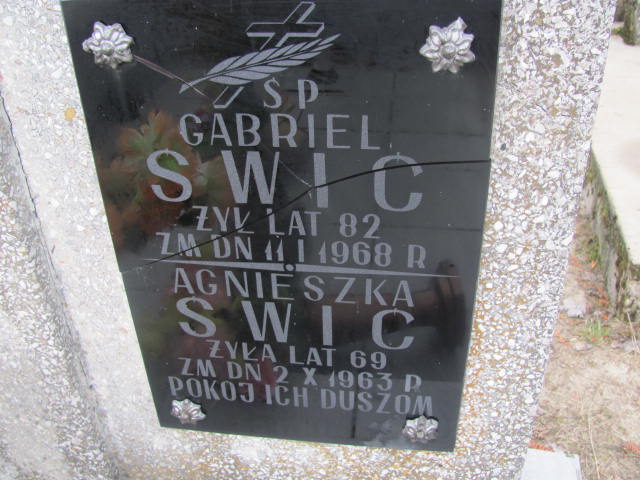 ŚP
GABRIEL
ŚWIĆ
ŻYŁ LAT 82
ZM DN 11 I 1968 R
AGNIESZKA
ŚWIĆ
ŻYŁA LAT 69
ZM DN 2 X 1963 R
POKÓJ ICH DUSZOM